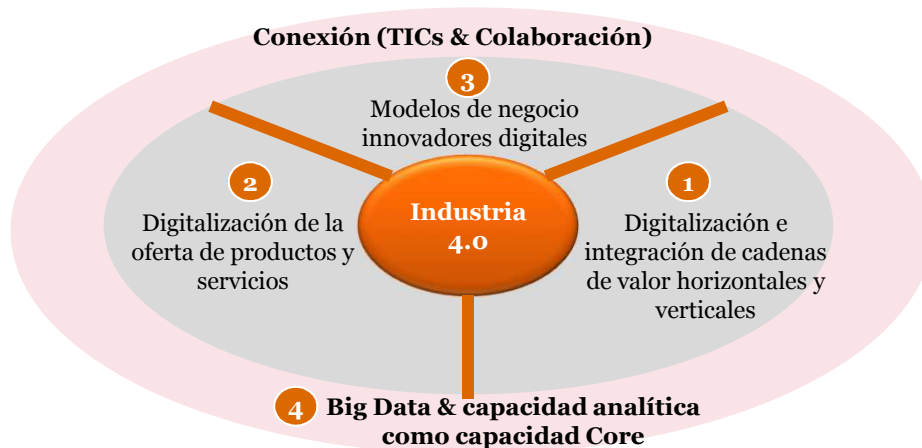 Conexión (TICs & Colaboración)
3
Modelos de negocio
innovadores digitales
2
Digitalización de la
oferta de productos y
servicios
Industria
4.0
1
Digitalización e
integración de cadenas
de valor horizontales y
verticales
4
Big Data & capacidad analítica
como capacidad Core